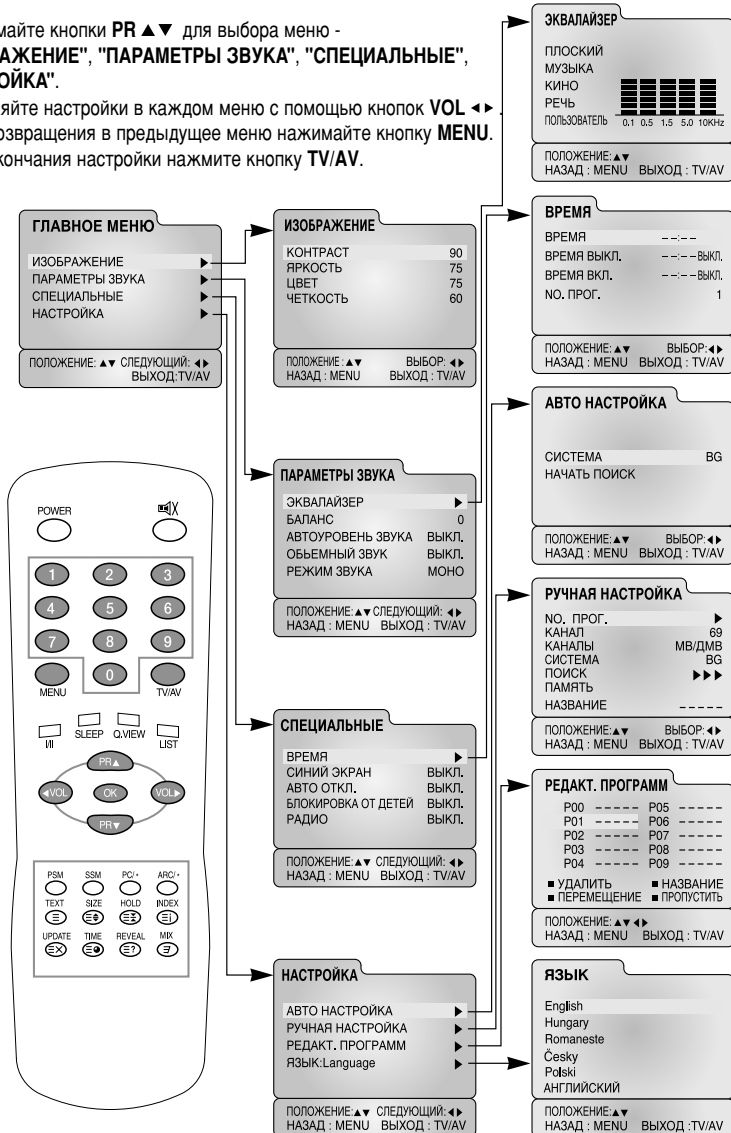 майте кнопки PR ▲▼ для выбора меню -
АЖЕНИЕ", "ПАРАМЕТРЫ ЗВУКА", "СПЕЦИАЛЬНЫЕ",
ОЙКА".
яйте настройки в каждом меню с помощью кнопок VOL ◄►.
озвращения в предыдущее меню нажимайте кнопку MENU.
кончания настройки нажмите кнопку TV/AV.
ЭКВАЛАЙЗЕР
ПЛОСКИЙ
МУЗЫКА
КИНО
РЕЧЬ
ПОЛЬЗОВАТЕЛЬ 0.1 0.5 1.5 5.0 10KHz
ПОЛОЖЕНИЕ:▲▼
НАЗАД : MENU ВЫХОД : TV/AV
ГЛАВНОЕ МЕНЮ
ИЗОБРАЖЕНИЕ ►
ПАРАМЕТРЫ ЗВУКА ►
СПЕЦИАЛЬНЫЕ ►
НАСТРОЙКА ►
ПОЛОЖЕНИЕ: ▲▼ СЛЕДУЮЩИЙ: ◄►
ВЫХОД:TV/AV
ИЗОБРАЖЕНИЕ
КОНТРАСТ 90
ЯРКОСТЬ 75
ЦВЕТ 75
ЧЕТКОСТЬ 60
ПОЛОЖЕНИЕ : ▲▼ ВЫБОР: ◄►
НАЗАД : MENU ВЫХОД : TV/AV
ВРЕМЯ
ВРЕМЯ --:--
ВРЕМЯ ВЫКЛ. --:--ВЫКЛ.
ВРЕМЯ ВКЛ. --:--ВЫКЛ.
NO. ПРОГ. 1
ПОЛОЖЕНИЕ:▲▼ ВЫБОР:◄►
НАЗАД : MENU ВЫХОД : TV/AV
АВТО НАСТРОЙКА
СИСТЕМА BG
НАЧАТЬ ПОИСК
ПОЛОЖЕНИЕ:▲▼ ВЫБОР:◄►
НАЗАД : MENU ВЫХОД : TV/AV
ПАРАМЕТРЫ ЗВУКА
ЭКВАЛАЙЗЕР ►
БАЛАНС 0
АВТОУРОВЕНЬ ЗВУКА ВЫКЛ.
ОБЬЕМНЫЙ ЗВУК ВЫКЛ.
РЕЖИМ ЗВУКА МОНО
ПОЛОЖЕНИЕ:▲▼ СЛЕДУЮЩИЙ: ◄►
НАЗАД : MENU ВЫХОД : TV/AV
РУЧНАЯ НАСТРОЙКА
NO. ПРОГ. ►
КАНАЛ 69
КАНАЛЫ МВ/ДМВ
СИСТЕМА BG
ПОИСК ►►►
ПАМЯТЬ
НАЗВАНИЕ -----
ПОЛОЖЕНИЕ:▲▼ ВЫБОР:◄►
НАЗАД : MENU ВЫХОД : TV/AV
СПЕЦИАЛЬНЫЕ
ВРЕМЯ ►
СИНИЙ ЭКРАН ВЫКЛ.
АВТО ОТКЛ. ВЫКЛ.
БЛОКИРОВКА ОТ ДЕТЕЙ ВЫКЛ.
РАДИО ВЫКЛ.
ПОЛОЖЕНИЕ:▲▼ СЛЕДУЮЩИЙ: ◄►
НАЗАД : MENU ВЫХОД : TV/AV
РЕДАКТ. ПРОГРАММ
P00 ----- P05 -----
P01 ----- P06 -----
P02 ----- P07 -----
P03 ----- P08 -----
P04 ----- P09 -----
■ УДАЛИТЬ ■ НАЗВАНИЕ
■ ПЕРЕМЕЩЕНИЕ ■ ПРОПУСТИТЬ
ПОЛОЖЕНИЕ: ▲▼◄►
НАЗАД : MENU ВЫХОД : TV/AV
НАСТРОЙКА
АВТО НАСТРОЙКА ►
РУЧНАЯ НАСТРОЙКА ►
РЕДАКТ. ПРОГРАММ ►
ЯЗЫК:Language ►
ПОЛОЖЕНИЕ:▲▼ СЛЕДУЮЩИЙ:◄►
НАЗАД : MENU ВЫХОД : TV/AV
ЯЗЫК
English
Hungary
Romaneste
Česky
Polski
АНГЛИЙСКИЙ
ПОЛОЖЕНИЕ:▲▼
НАЗАД : MENU ВЫХОД :TV/AV
POWER
1 2 3
4 5 6
7 8 9
0
MENU TV/AV
I/II SLEEP Q.VIEW LIST
PR▲
◄VOL OK VOL►
PR▼
PSM SSM PC/* ARC/*
TEXT SIZE HOLD INDEX
UPDATE TIME REVEAL MIX